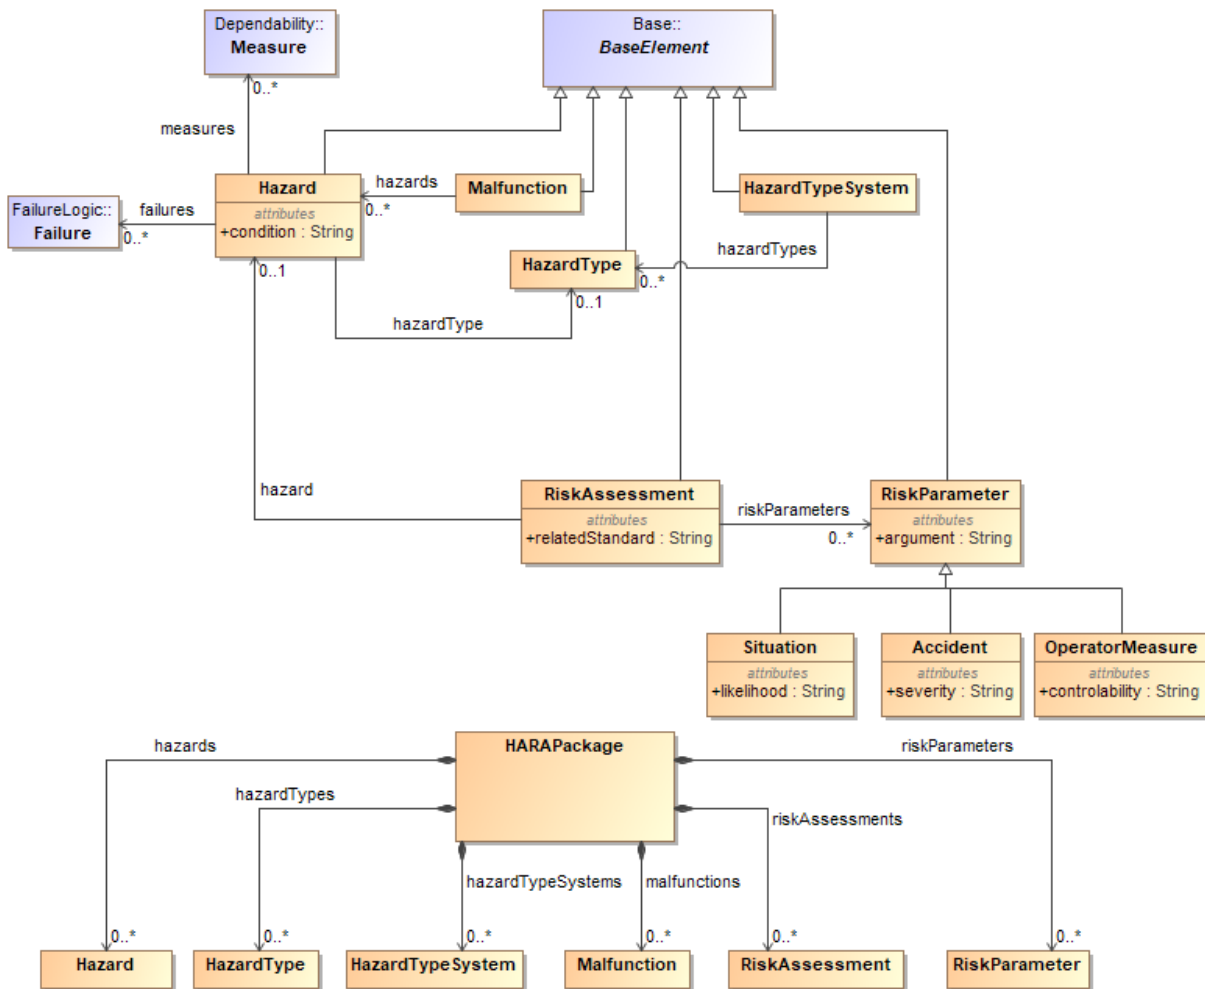 Dependability::
Measure
Base::
BaseElement
0..*
measures
Hazard
attributes
+condition : String
hazards
0..*
Malfunction
HazardTypeSystem
FailureLogic::
Failure
failures
0..*
hazardTypes
HazardType
0..*
0..1
0..1
hazardType
hazard
RiskAssessment
attributes
+relatedStandard : String
riskParameters
0..*
RiskParameter
attributes
+argument : String
Situation
attributes
+likelihood : String
Accident
attributes
+severity : String
OperatorMeasure
attributes
+controlability : String
HARAPackage
hazards
riskParameters
hazardTypes
riskAssessments
hazardTypeSystems
malfunctions
0..*
0..*
0..*
0..*
0..*
0..*
Hazard
HazardType
HazardTypeSystem
Malfunction
RiskAssessment
RiskParameter